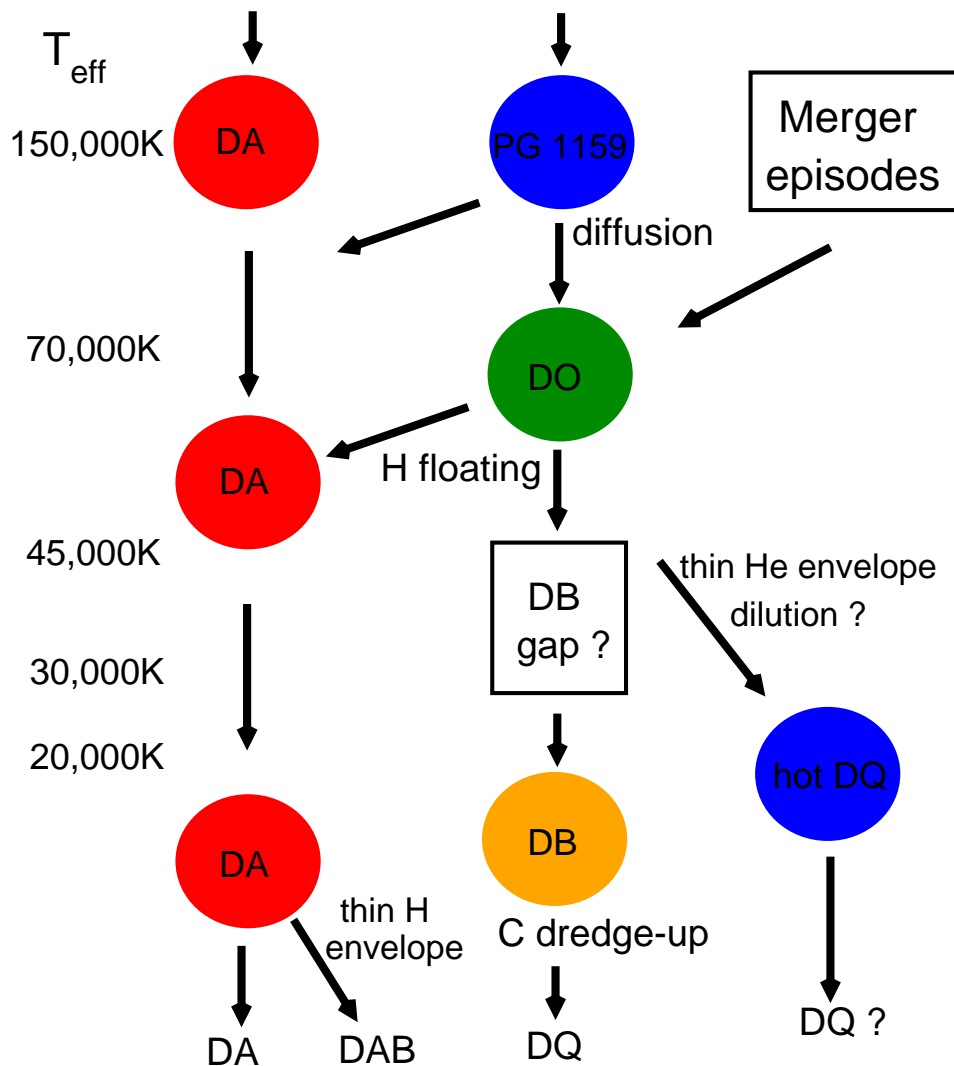 T_eff
150,000K
DA
PG 1159
Merger
episodes
diffusion
70,000K
DO
DA
H floating
45,000K
DB
gap ?
thin He envelope
dilution ?
30,000K
20,000K
hot DQ
DA
DB
thin H
envelope
C dredge-up
DA
DAB
DQ
DQ ?